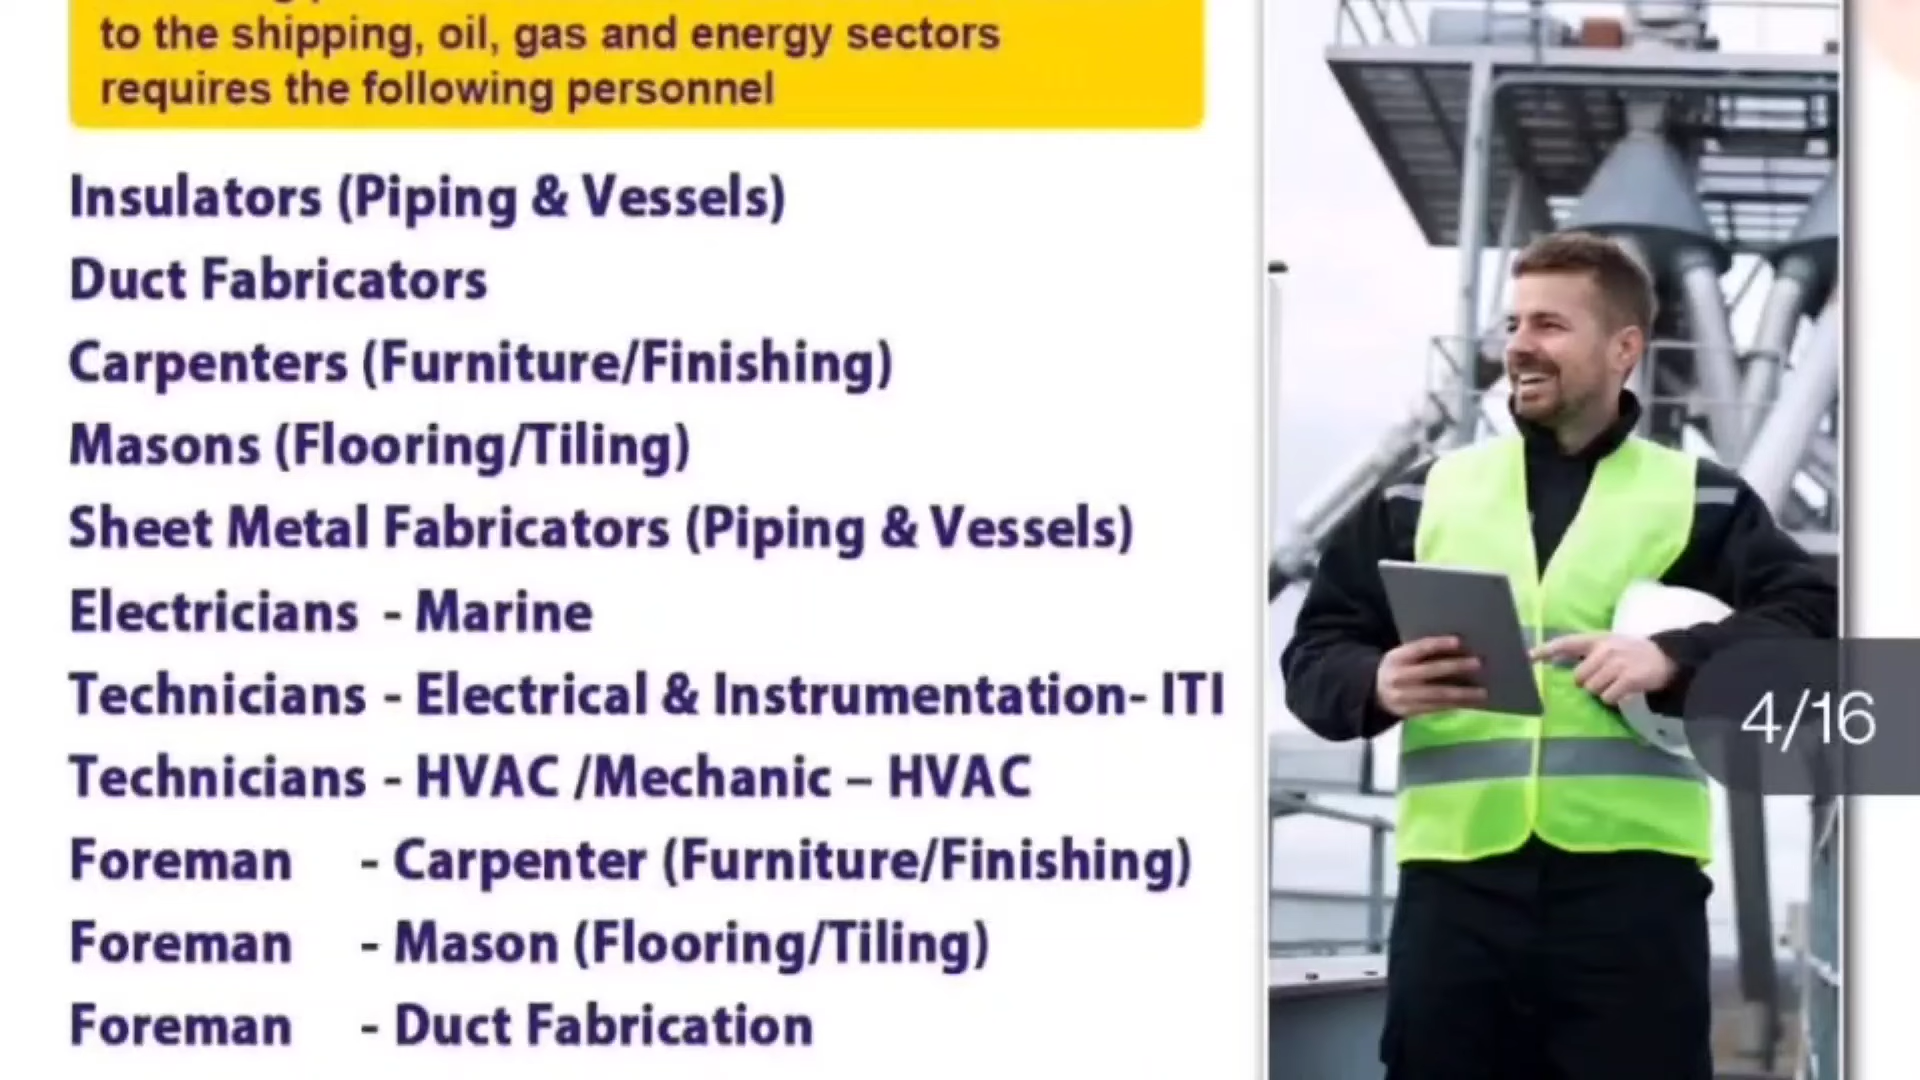 to the shipping, oil, gas and energy sectors
requires the following personnel
Insulators (Piping & Vessels)
Duct Fabricators
Carpenters (Furniture/Finishing)
Masons (Flooring/Tiling)
Sheet Metal Fabricators (Piping & Vessels)
Electricians - Marine
Technicians - Electrical & Instrumentation- ITI
Technicians - HVAC /Mechanic – HVAC
Foreman - Carpenter (Furniture/Finishing)
Foreman - Mason (Flooring/Tiling)
Foreman - Duct Fabrication
4/16